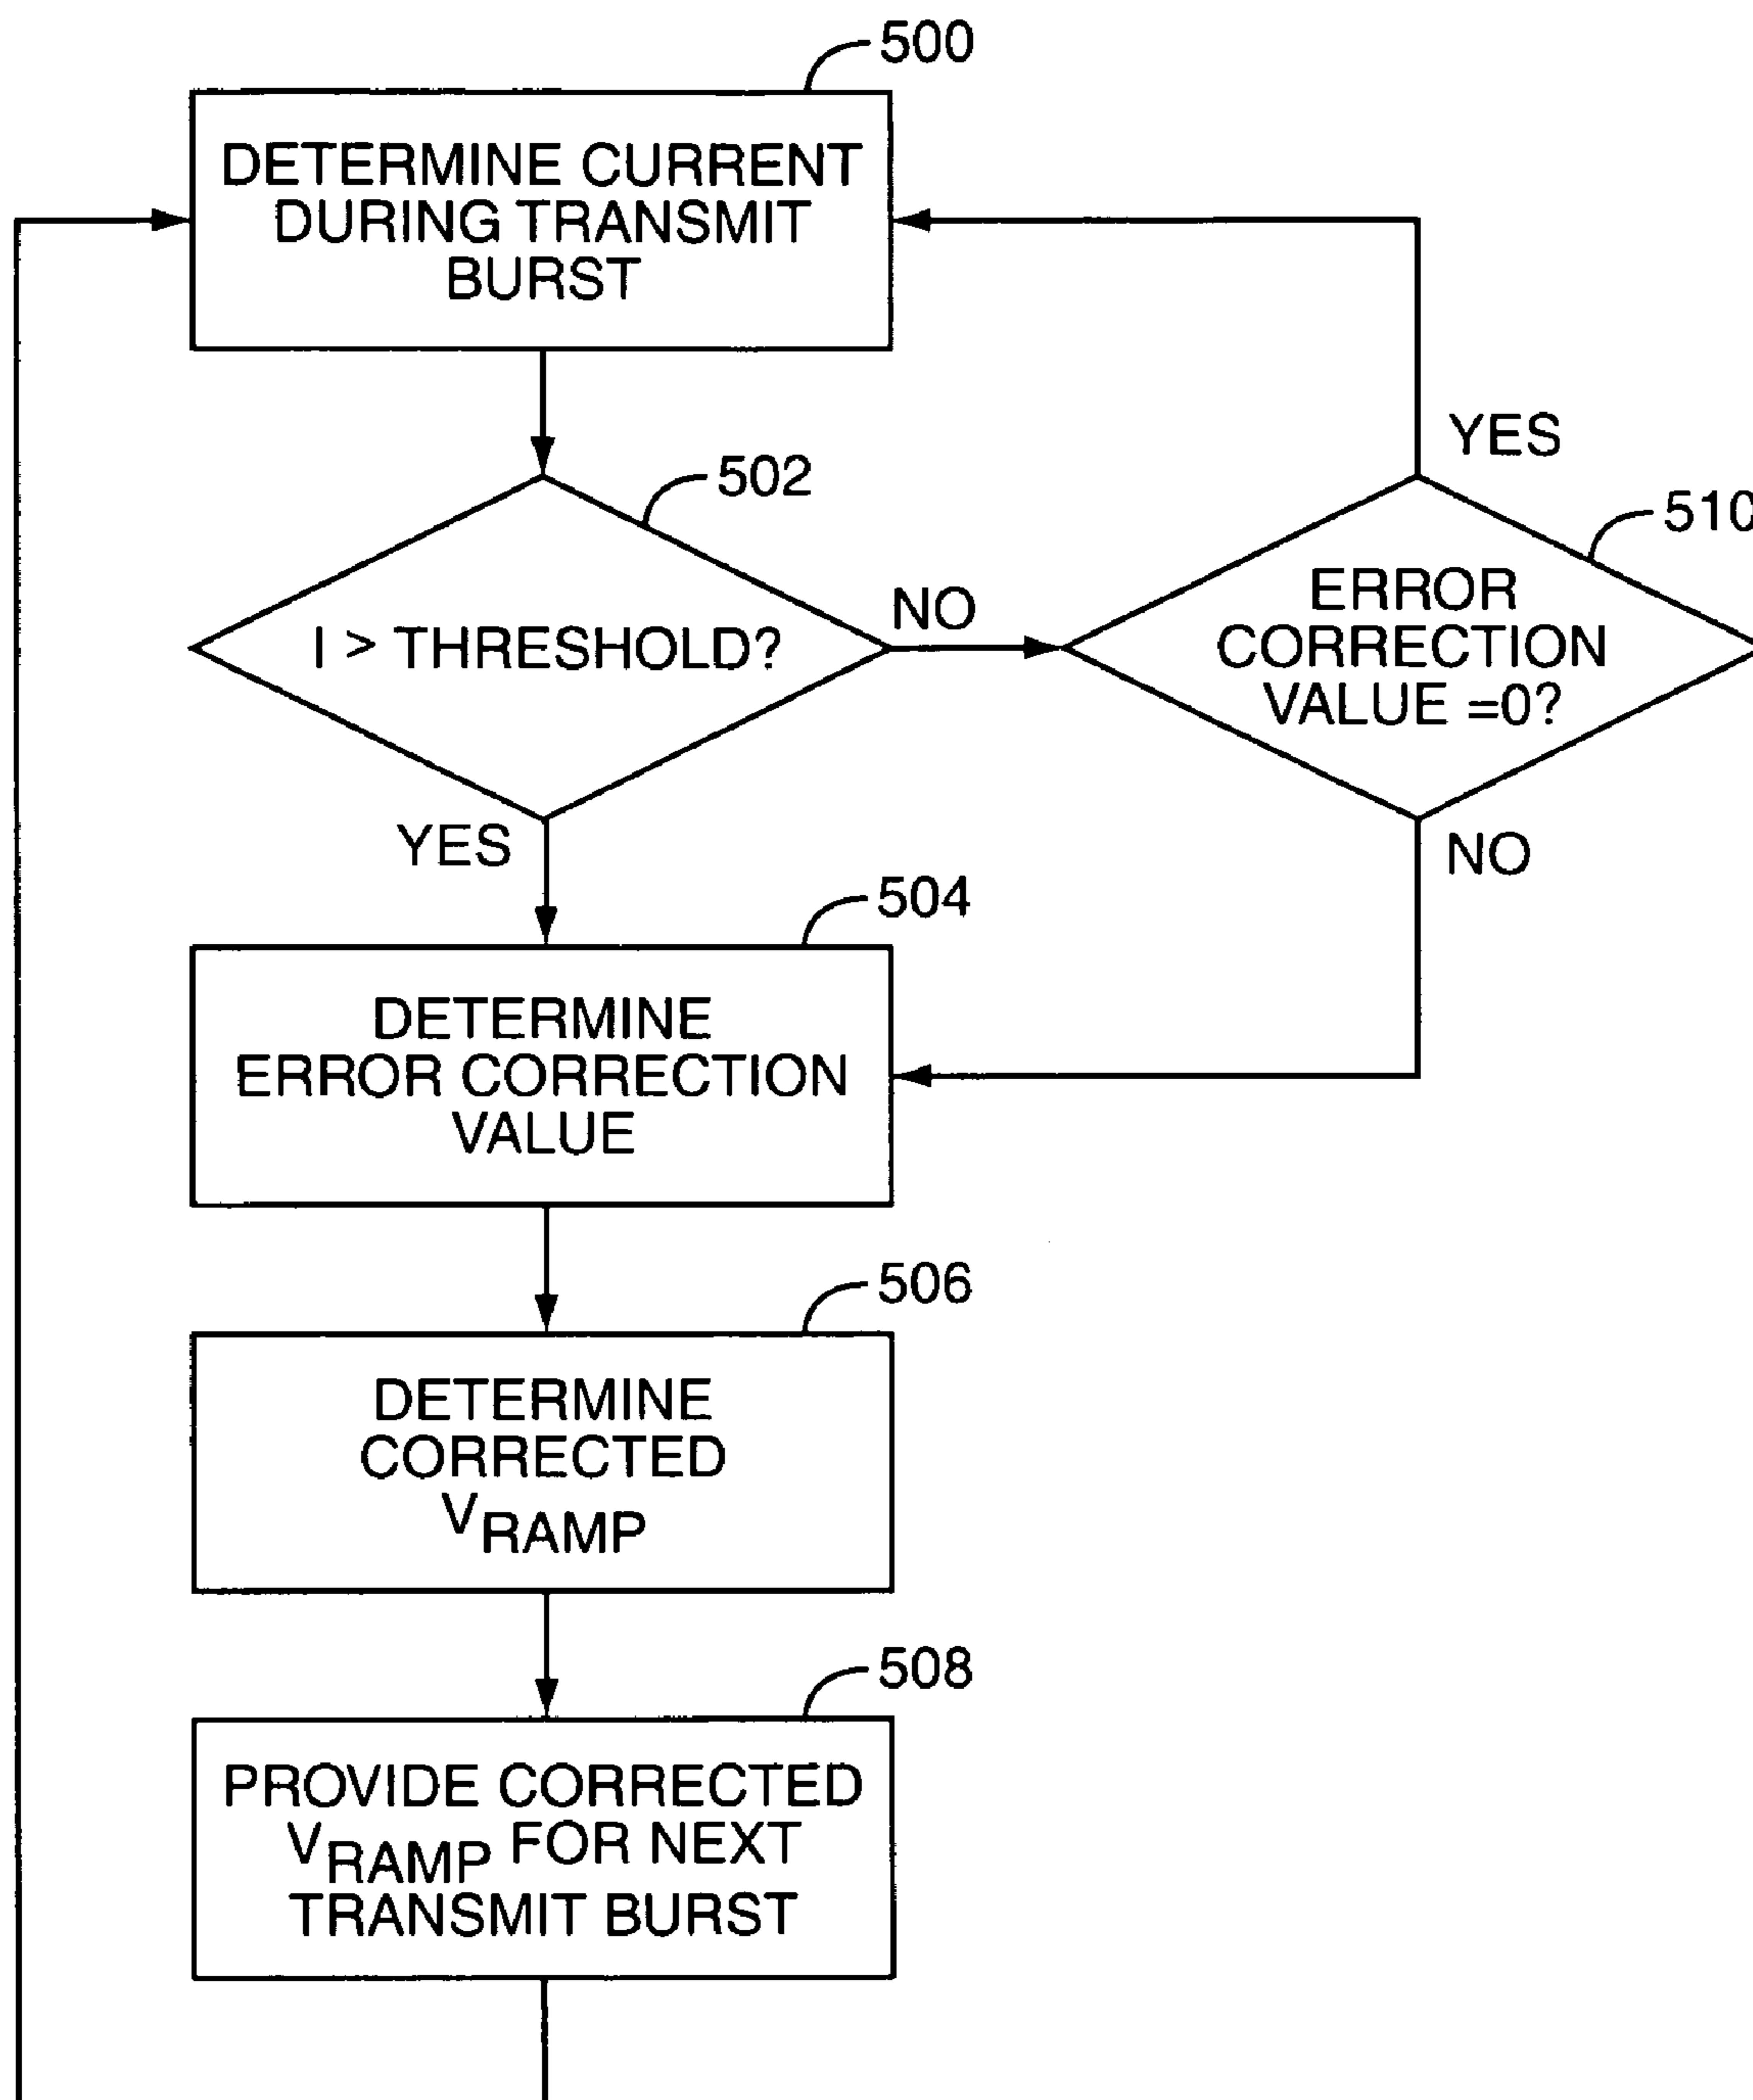 500
DETERMINE CURRENT
DURING TRANSMIT
BURST
502
I > THRESHOLD?
NO
YES
510
ERROR
CORRECTION
VALUE =0?
YES
NO
504
DETERMINE
ERROR CORRECTION
VALUE
506
DETERMINE
CORRECTED
VRAMP
508
PROVIDE CORRECTED
VRAMP FOR NEXT
TRANSMIT BURST